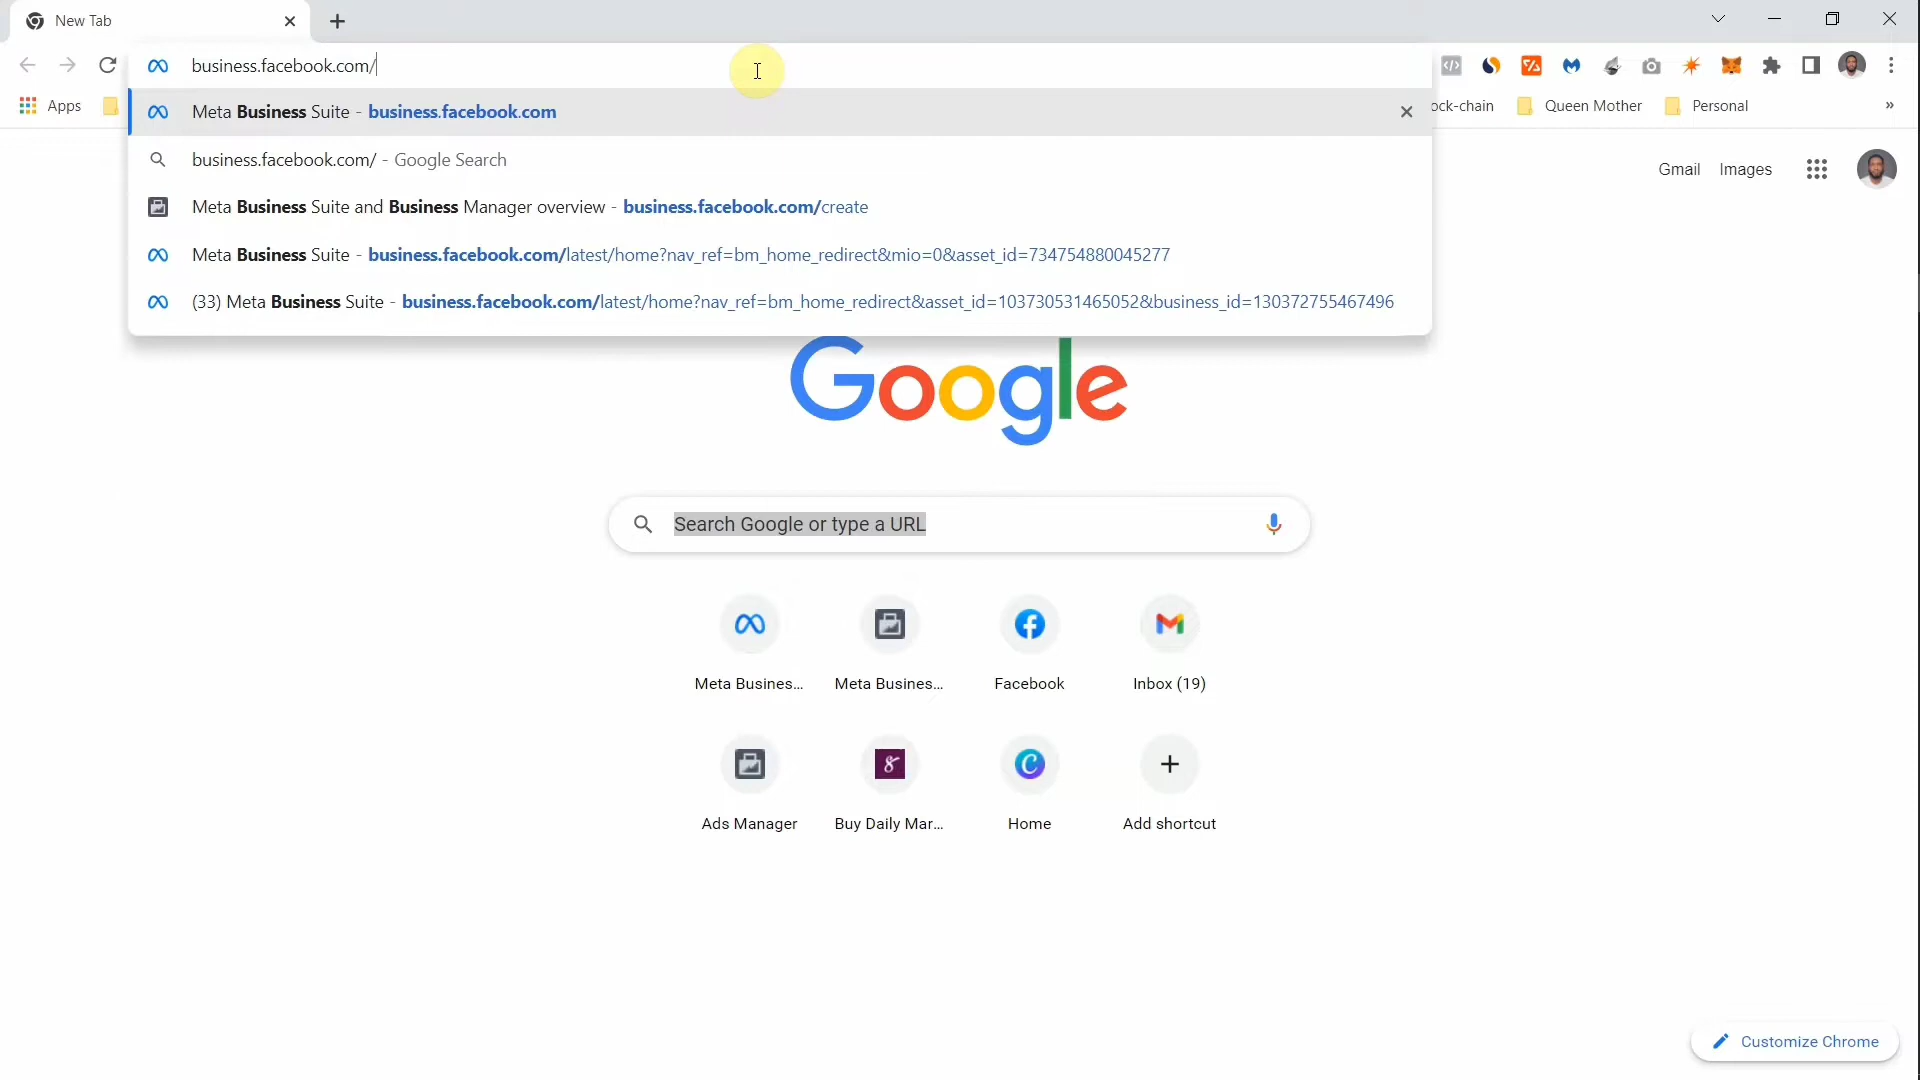 New Tab
business.facebook.com/
Meta Business Suite - business.facebook.com
business.facebook.com/ - Google Search
Meta Business Suite and Business Manager overview - business.facebook.com/create
Meta Business Suite - business.facebook.com/latest/home?nav_ref=bm_home_redirect&mio=0&asset_id=734754880045277
(33) Meta Business Suite - business.facebook.com/latest/home?nav_ref=bm_home_redirect&asset_id=103730531465052&business_id=130372755467496
Apps
ock-chain
Queen Mother
Personal
»
Gmail
Images
Google
Search Google or type a URL
Meta Busines...
Meta Busines...
Facebook
Inbox (19)
Ads Manager
Buy Daily Mar...
Home
Add shortcut
Customize Chrome